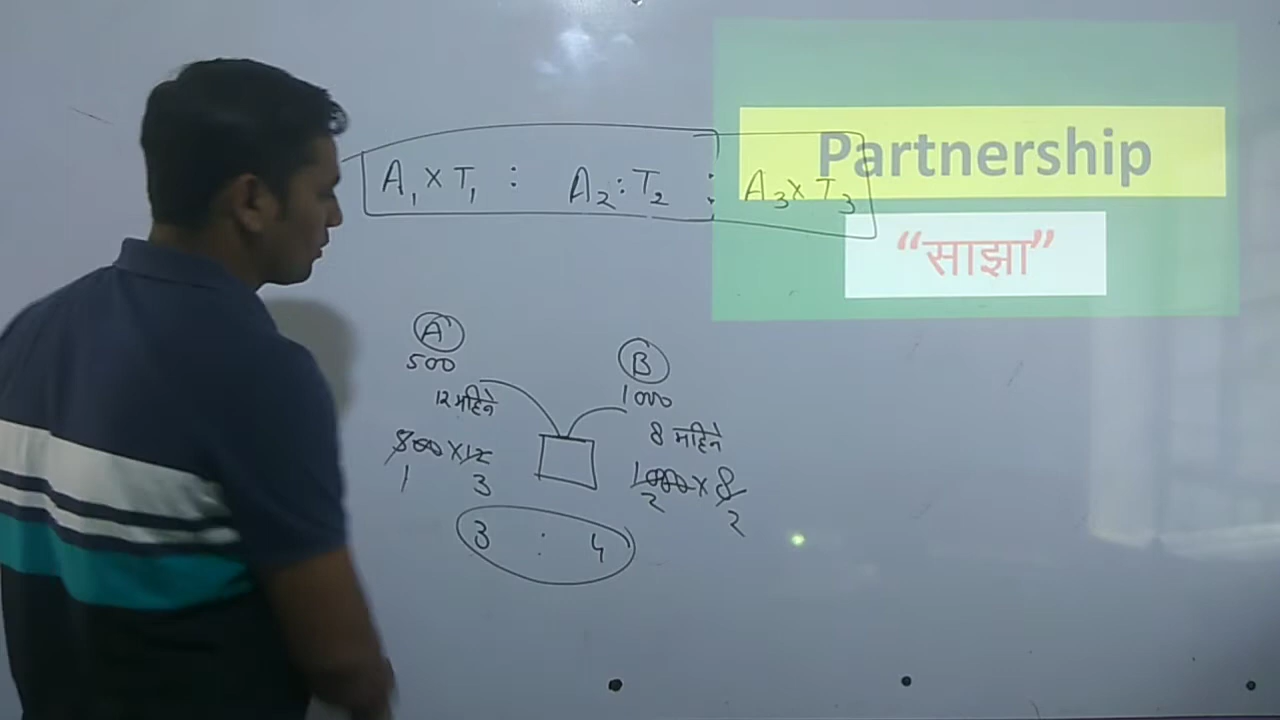 Partnership
“साझा”
A₁ × T₁ : A₂ : T₂ : A₃ × T₃
A
500
12 महिने
500 × 12
1 3
B
1000
8 महिने
1000 × 8
2 2
3 : 4